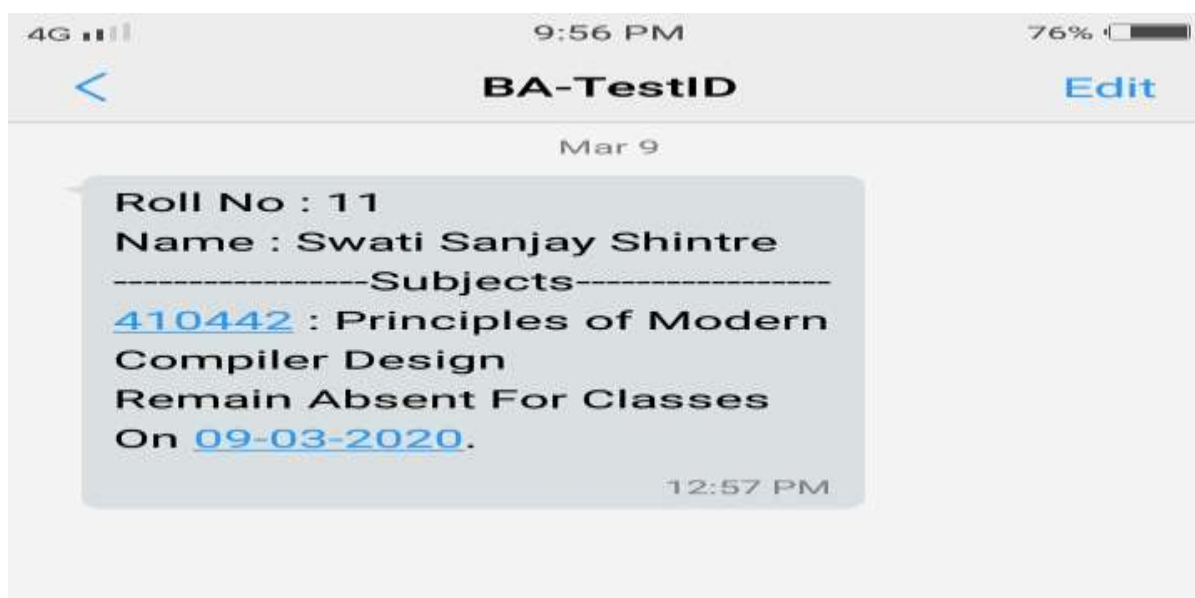 4G 9:56 PM 76%
< BA-TestID Edit
Mar 9
Roll No : 11
Name : Swati Sanjay Shintre
-----------------Subjects-----------------
410442 : Principles of Modern
Compiler Design
Remain Absent For Classes
On 09-03-2020.
12:57 PM